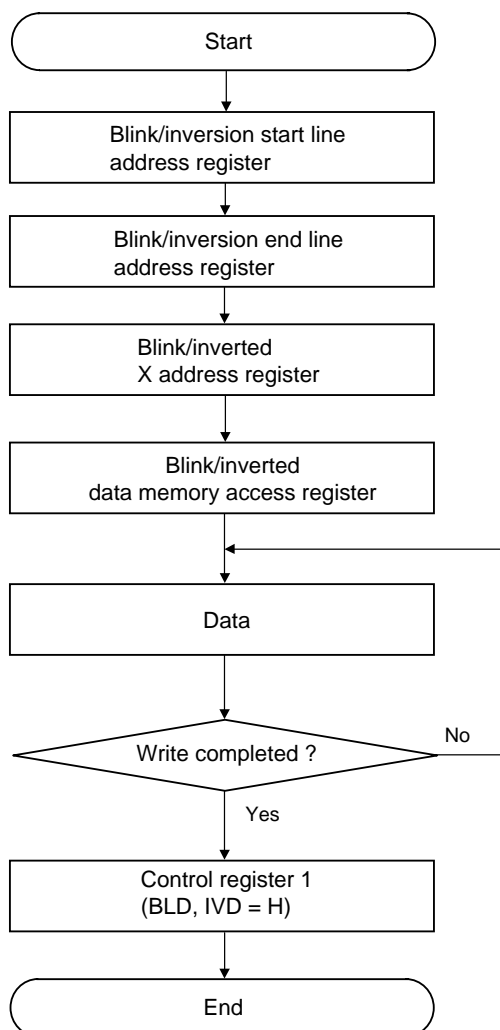 Start
Blink/inversion start line
address register
Blink/inversion end line
address register
Blink/inverted
X address register
Blink/inverted
data memory access register
Data
Write completed ?
No
Yes
Control register 1
(BLD, IVD = H)
End